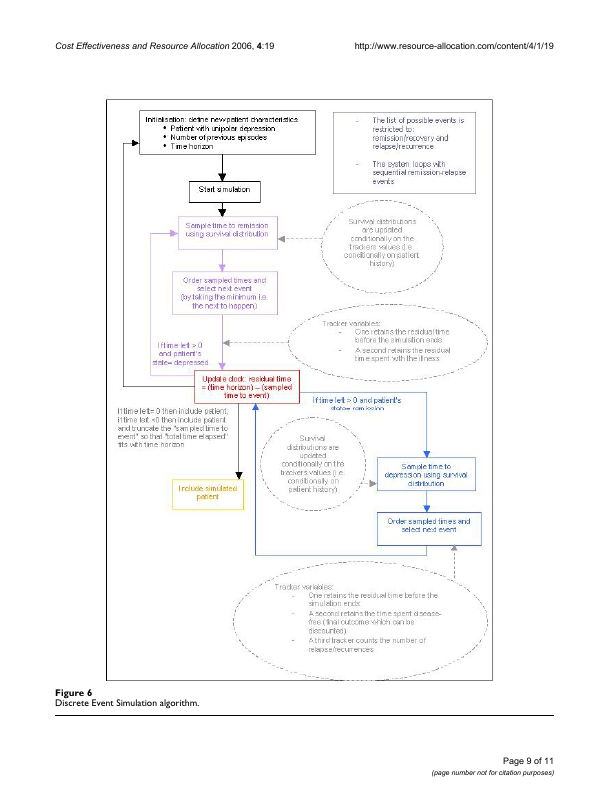 Cost Effectiveness and Resource Allocation 2006, 4:19
http://www.resource-allocation.com/content/4/1/19
Initialisation: define new patient characteristics
• Patient with unipolar depression
• Number of previous episodes
• Time horizon
- The list of possible events is
restricted to:
remission/recovery and
relapse/recurrence
- The system loops with
sequential remission-relapse
events
Start simulation
Sample time to remission
using survival distribution
Survival distributions
are updated
conditionally on the
trackers values (i.e.
conditionally on patient
history)
Order sampled times and
select next event
(by taking the minimum i.e.
the next to happen)
Tracker variables:
- One retains the residual time
before the simulation ends
- A second retains the residual
time spent with the illness
If time left > 0
and patient's
state= depressed
Update clock: residual time
= (time horizon) – (sampled
time to event)
If time left > 0 and patient's
state= remission
If time left= 0 then include patient,
if time left <0 then include patient
and truncate the "sampled time to
event" so that "total time elapsed"
fits with time horizon
Survival
distributions are
updated
conditionally on the
trackers values (i.e.
conditionally on
patient history)
Sample time to
depression using survival
distribution
Include simulated
patient
Order sampled times and
select next event
Tracker variables:
- One retains the residual time before the
simulation ends
- A second retains the time spent disease-
free (final outcome which can be
discounted)
- A third tracker counts the number of
relapse/recurrences
Figure 6
Discrete Event Simulation algorithm.
Page 9 of 11
(page number not for citation purposes)